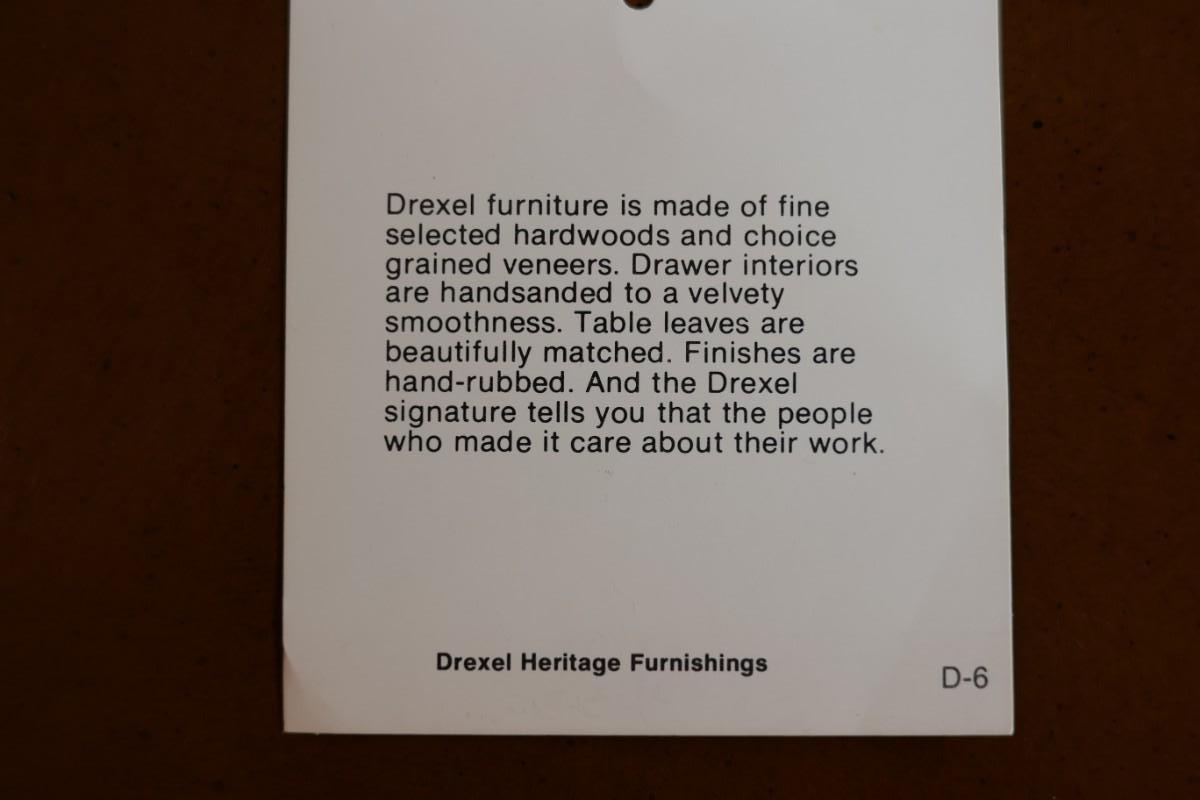 Drexel furniture is made of fine
selected hardwoods and choice
grained veneers. Drawer interiors
are handsanded to a velvety
smoothness. Table leaves are
beautifully matched. Finishes are
hand-rubbed. And the Drexel
signature tells you that the people
who made it care about their work.
Drexel Heritage Furnishings
D-6